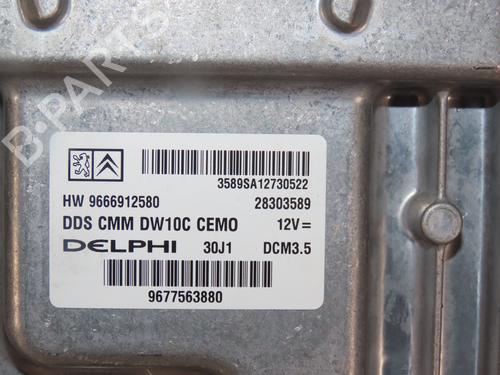 B-PARTS
3589SA12730522
HW 9666912580 28303589
DDS CMM DW10C CEMO 12V=
DELPHI 30J1 DCM3.5
9677563880